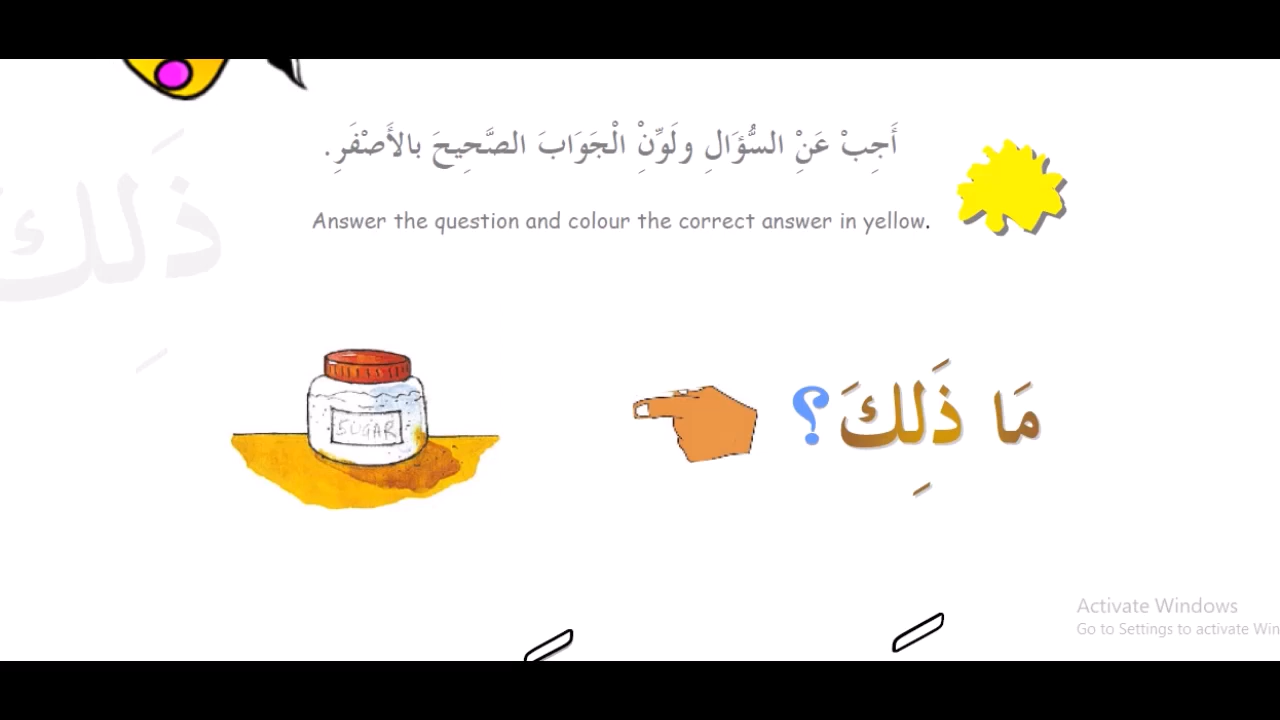 أَجِبْ عَنْ السُّؤَالِ ولَوِّنْ الْجَوَابَ الصَّحِيحَ بالأَصْفَرِ.
Answer the question and colour the correct answer in yellow.
ذَلِكَ
مَا ذَلِكَ؟
SUGAR
Activate Windows
Go to Settings to activate Win